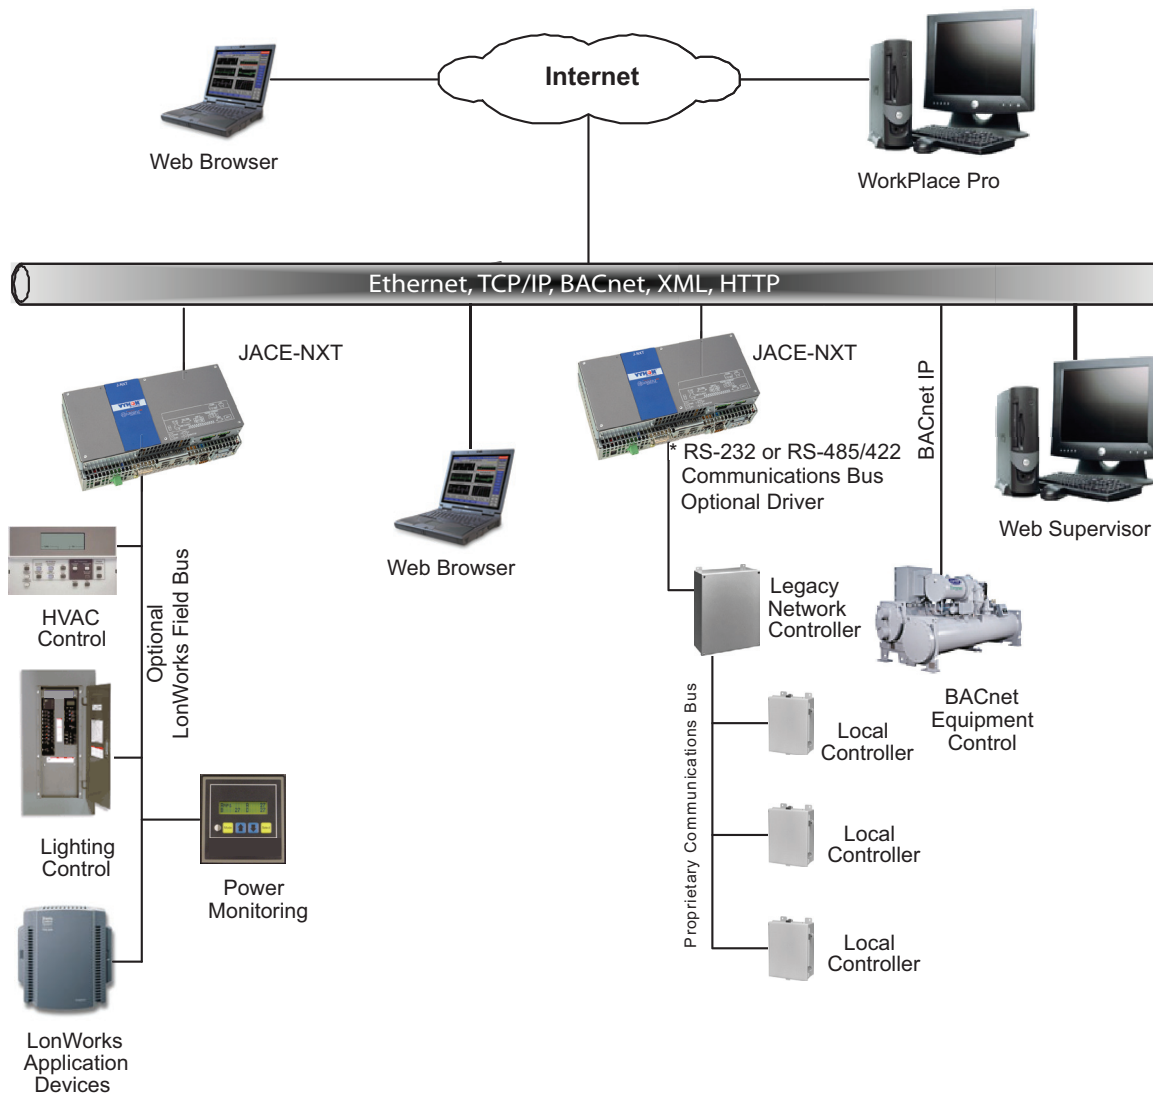 Internet
Web Browser
WorkPlace Pro
Ethernet, TCP/IP, BACnet, XML, HTTP
JACE-NXT
JACE-NXT
BACnet IP
* RS-232 or RS-485/422
Communications Bus
Optional Driver
Web Supervisor
Web Browser
HVAC
Control
Optional
LonWorks Field Bus
Legacy
Network
Controller
BACnet
Equipment
Control
Proprietary Communications Bus
Local
Controller
Lighting
Control
Local
Controller
Power
Monitoring
Local
Controller
LonWorks
Application
Devices